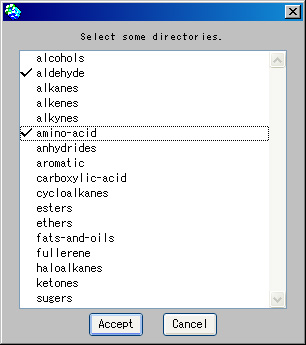 Select some directories.
alcohols
aldehyde
alkanes
alkenes
alkynes
amino-acid
anhydrides
aromatic
carboxylic-acid
cycloalkanes
esters
ethers
fats-and-oils
fullerene
haloalkanes
ketones
sugers
Accept Cancel